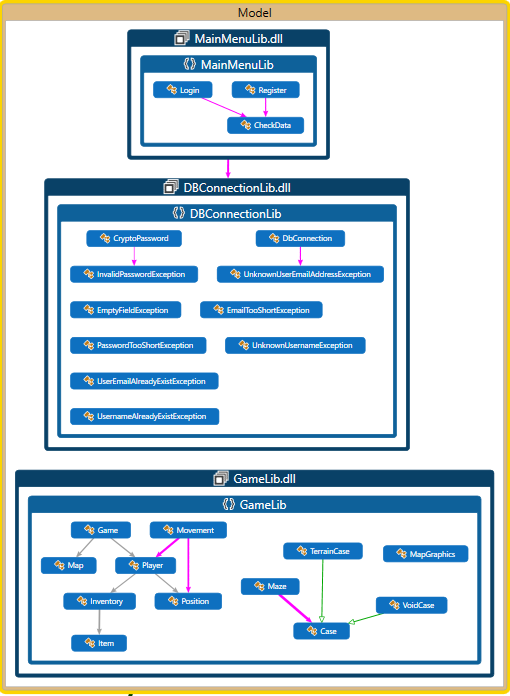 Model
MainMenuLib.dll
MainMenuLib
Login
Register
CheckData
DBConnectionLib.dll
DBConnectionLib
CryptoPassword
DbConnection
InvalidPasswordException
UnknownUserEmailAddressException
EmptyFieldException
EmailTooShortException
PasswordTooShortException
UnknownUsernameException
UserEmailAlreadyExistException
UsernameAlreadyExistException
GameLib.dll
GameLib
Game
Movement
TerrainCase
MapGraphics
Map
Player
Maze
Inventory
Position
VoidCase
Case
Item